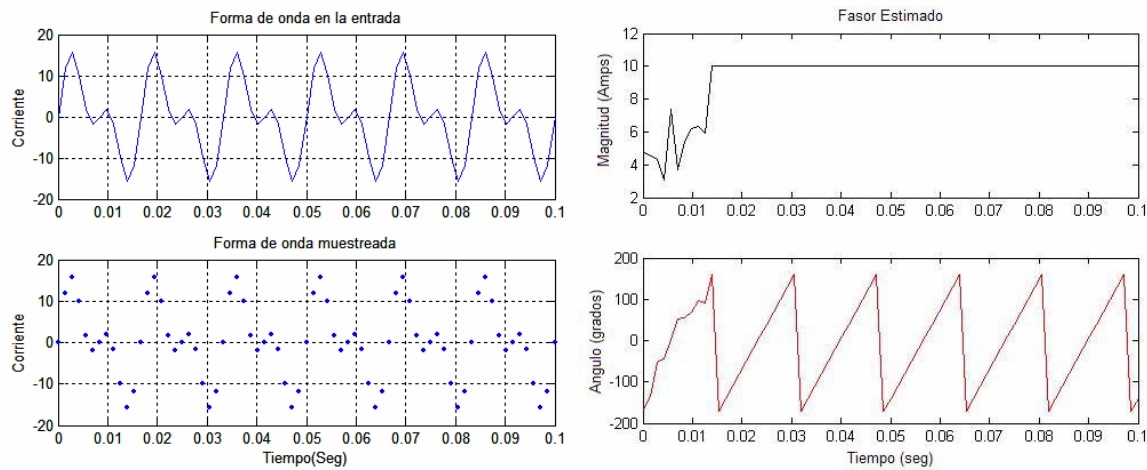 Forma de onda en la entrada
20
10
0
-10
-20
Corriente
0 0.01 0.02 0.03 0.04 0.05 0.06 0.07 0.08 0.09 0.1
Forma de onda muestreada
20
10
0
-10
-20
Corriente
0 0.01 0.02 0.03 0.04 0.05 0.06 0.07 0.08 0.09 0.1
Tiempo(Seg)
Fasor Estimado
12
10
8
6
4
2
Magnitud (Amps)
0 0.01 0.02 0.03 0.04 0.05 0.06 0.07 0.08 0.09 0.1
200
100
0
-100
-200
Angulo (grados)
0 0.01 0.02 0.03 0.04 0.05 0.06 0.07 0.08 0.09 0.1
Tiempo (seg)